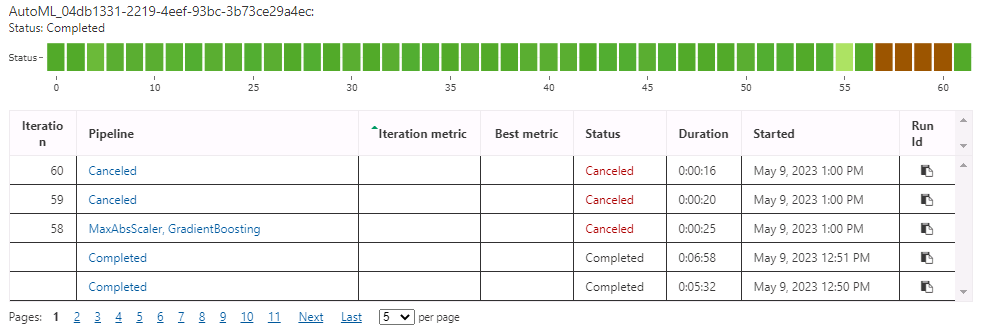 AutoML_04db1331-2219-4eef-93bc-3b73ce29a4ec:
Status: Completed
Status
0 5 10 25 30 35 40 45 50 55 60
Iteration Pipeline Iteration metric Best metric Status Duration Started Run Id
60 Canceled Canceled 0:00:16 May 9, 2023 1:00 PM
59 Canceled Canceled 0:00:20 May 9, 2023 1:00 PM
58 MaxAbsScaler, GradientBoosting Canceled 0:00:25 May 9, 2023 1:00 PM
Completed Completed 0:06:58 May 9, 2023 12:51 PM
Completed Completed 0:05:32 May 9, 2023 12:50 PM
Pages: 1 2 3 4 5 6 7 8 9 10 11 Next Last 5 per page